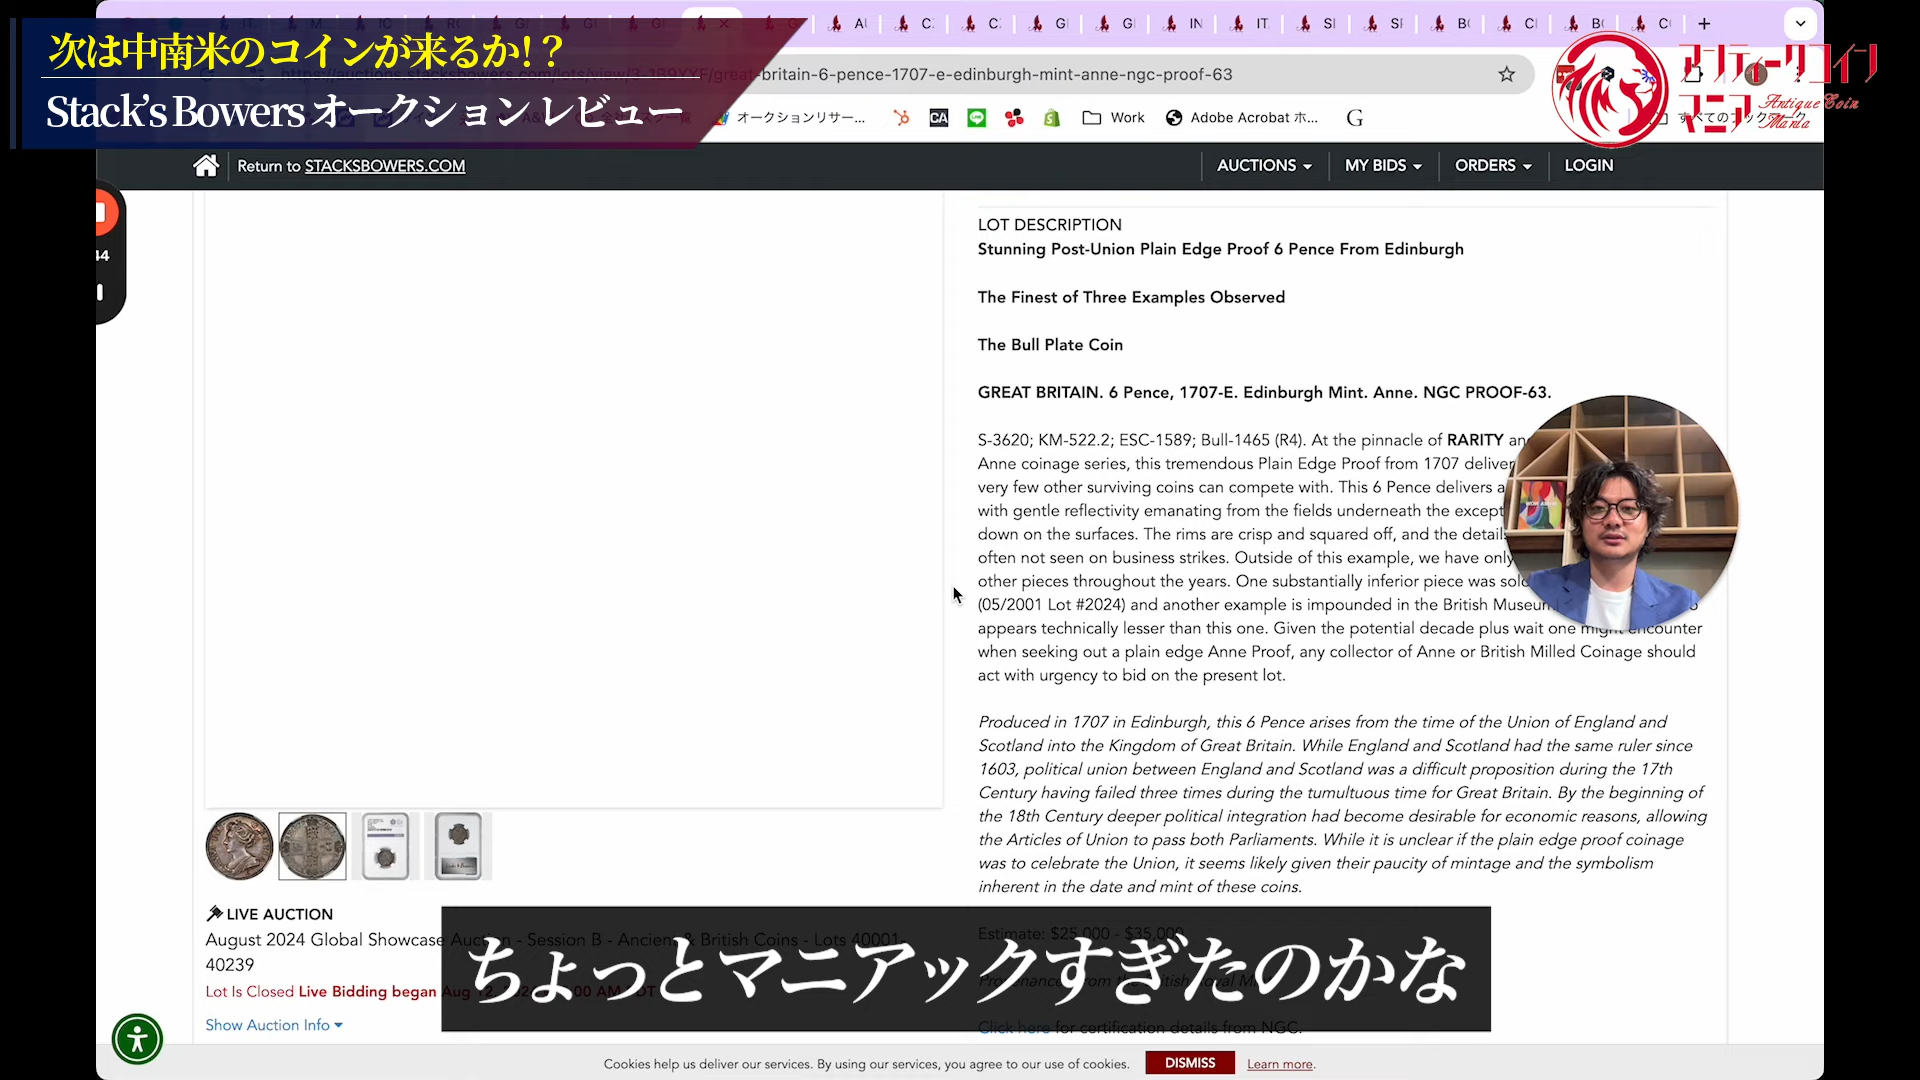 次は中南米のコインが来るか!？
Stack's Bowers オークションレビュー
britain-6-pence-1707-e-edinburgh-mint-anne-ngc-proof-63
アンティークコイン
マニア Antique Coin
Mania
オークションリサー...
Work
Adobe Acrobat ホ...
Return to STACKSBOWERS.COM
AUCTIONS
MY BIDS
ORDERS
LOGIN
LOT DESCRIPTION
Stunning Post-Union Plain Edge Proof 6 Pence From Edinburgh
The Finest of Three Examples Observed
The Bull Plate Coin
GREAT BRITAIN. 6 Pence, 1707-E. Edinburgh Mint. Anne. NGC PROOF-63.
S-3620; KM-522.2; ESC-1589; Bull-1465 (R4). At the pinnacle of RARITY
Anne coinage series, this tremendous Plain Edge Proof from 1707
very few other surviving coins can compete with. This 6 Pence delivers a
with gentle reflectivity emanating from the fields underneath the
down on the surfaces. The rims are crisp and squared off, and the
often not seen on business strikes. Outside of this example, we have only
other pieces throughout the years. One substantially inferior piece was
(05/2001 Lot #2024) and another example is impounded in the British Museum
appears technically lesser than this one. Given the potential decade plus wait one might encounter
when seeking out a plain edge Anne Proof, any collector of Anne or British Milled Coinage should
act with urgency to bid on the present lot.
Produced in 1707 in Edinburgh, this 6 Pence arises from the time of the Union of England and
Scotland into the Kingdom of Great Britain. While England and Scotland had the same ruler since
1603, political union between England and Scotland was a difficult proposition during the 17th
Century having failed three times during the tumultuous time for Great Britain. By the beginning of
the 18th Century deeper political integration had become desirable for economic reasons, allowing
the Articles of Union to pass both Parliaments. While it is unclear if the plain edge proof coinage
was to celebrate the Union, it seems likely given their paucity of mintage and the symbolism
inherent in the date and mint of these coins.
Estimate: $25,000 - $35,000
LIVE AUCTION
August 2024 Global Showcase Auction - Session B - Ancient & British Coins - Lots 40001-
40239
Lot Is Closed Live Bidding began
Show Auction Info
ちょっとマニアックすぎたのかな
Click here for certification details from NGC.
Cookies help us deliver our services. By using our services, you agree to our use of cookies.
DISMISS
Learn more.